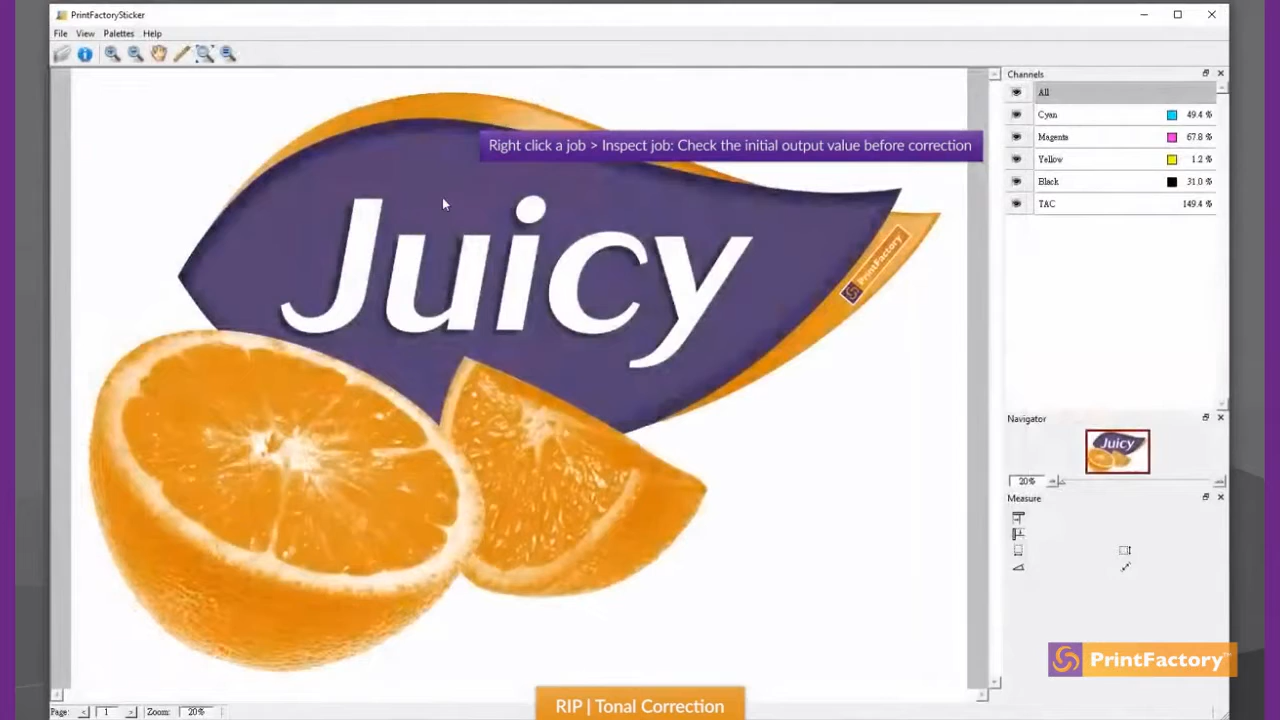 PrintFactorySticker
File View Palettes Help
Channels
All
Right click a job > Inspect job: Check the initial output value before correction
Cyan 49.4 %
Magenta 67.8 %
Yellow 1.2 %
Black 31.0 %
TAC 149.4 %
Juicy
PrintFactory
Navigator
Juicy
20%
Measure
PrintFactory™
RIP | Tonal Correction
Page: < 1 > Zoom: 20%